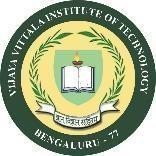 VIJAYA VITTALA INSTITUTE OF TECHNOLOGY
BENGALURU - 77